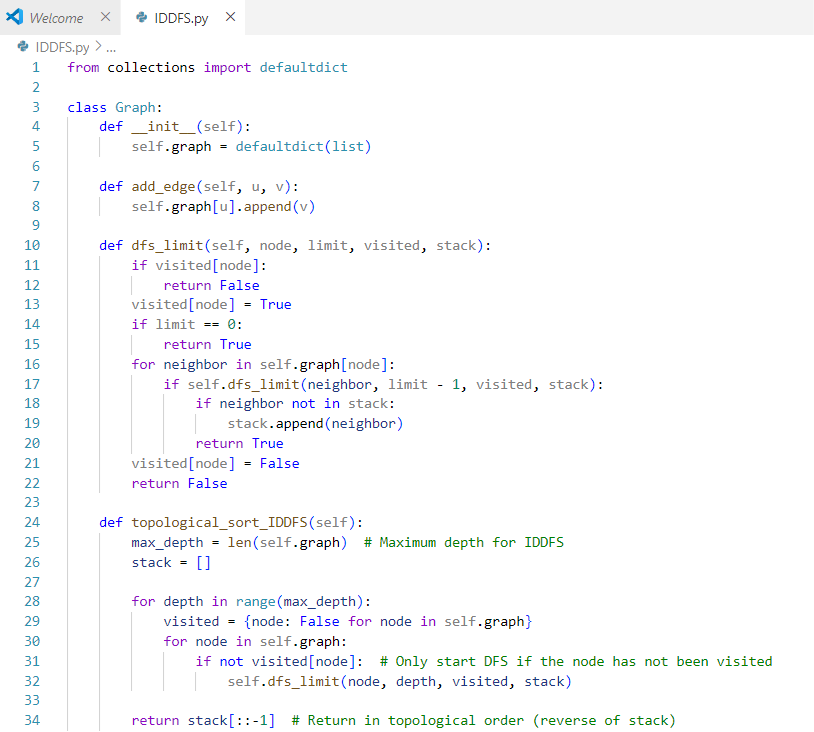 Welcome
IDDFS.py
IDDFS.py > ...
1 from collections import defaultdict
2
3 class Graph:
4     def __init__(self):
5         self.graph = defaultdict(list)
6
7     def add_edge(self, u, v):
8         self.graph[u].append(v)
9
10     def dfs_limit(self, node, limit, visited, stack):
11         if visited[node]:
12             return False
13         visited[node] = True
14         if limit == 0:
15             return True
16         for neighbor in self.graph[node]:
17             if self.dfs_limit(neighbor, limit - 1, visited, stack):
18                 if neighbor not in stack:
19                     stack.append(neighbor)
20                 return True
21         visited[node] = False
22         return False
23
24     def topological_sort_IDDFS(self):
25         max_depth = len(self.graph)  # Maximum depth for IDDFS
26         stack = []
27
28         for depth in range(max_depth):
29             visited = {node: False for node in self.graph}
30             for node in self.graph:
31                 if not visited[node]:  # Only start DFS if the node has not been visited
32                     self.dfs_limit(node, depth, visited, stack)
33
34         return stack[::-1]  # Return in topological order (reverse of stack)